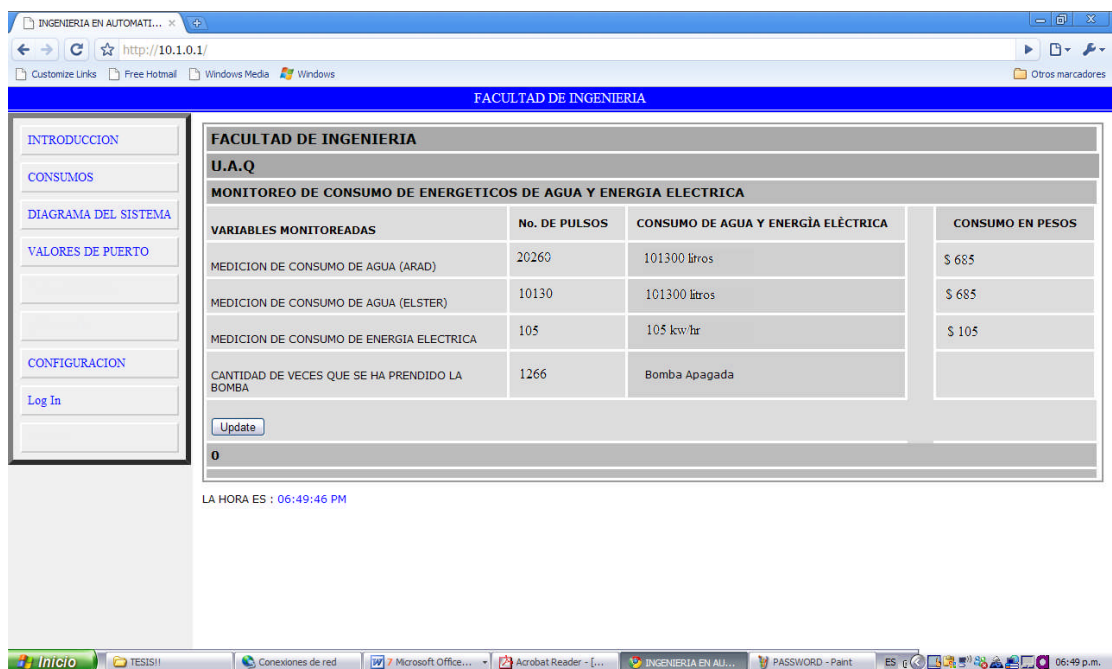 INGENIERIA EN AUTOMATI...
http://10.1.0.1/
Customize Links Free Hotmail Windows Media Windows Otros marcadores
FACULTAD DE INGENIERIA
INTRODUCCION
CONSUMOS
DIAGRAMA DEL SISTEMA
VALORES DE PUERTO
CONFIGURACION
Log In
FACULTAD DE INGENIERIA
U.A.Q
MONITOREO DE CONSUMO DE ENERGETICOS DE AGUA Y ENERGIA ELECTRICA
VARIABLES MONITOREADAS No. DE PULSOS CONSUMO DE AGUA Y ENERGÌA ELÈCTRICA CONSUMO EN PESOS
MEDICION DE CONSUMO DE AGUA (ARAD) 20260 101300 litros $ 685
MEDICION DE CONSUMO DE AGUA (ELSTER) 10130 101300 litros $ 685
MEDICION DE CONSUMO DE ENERGIA ELECTRICA 105 105 kw/hr $ 105
CANTIDAD DE VECES QUE SE HA PRENDIDO LA BOMBA 1266 Bomba Apagada
Update
0
LA HORA ES : 06:49:46 PM
Inicio TESIS!! Conexiones de red 7 Microsoft Office... Acrobat Reader - [... INGENIERIA EN AU... PASSWORD - Paint ES 06:49 p.m.